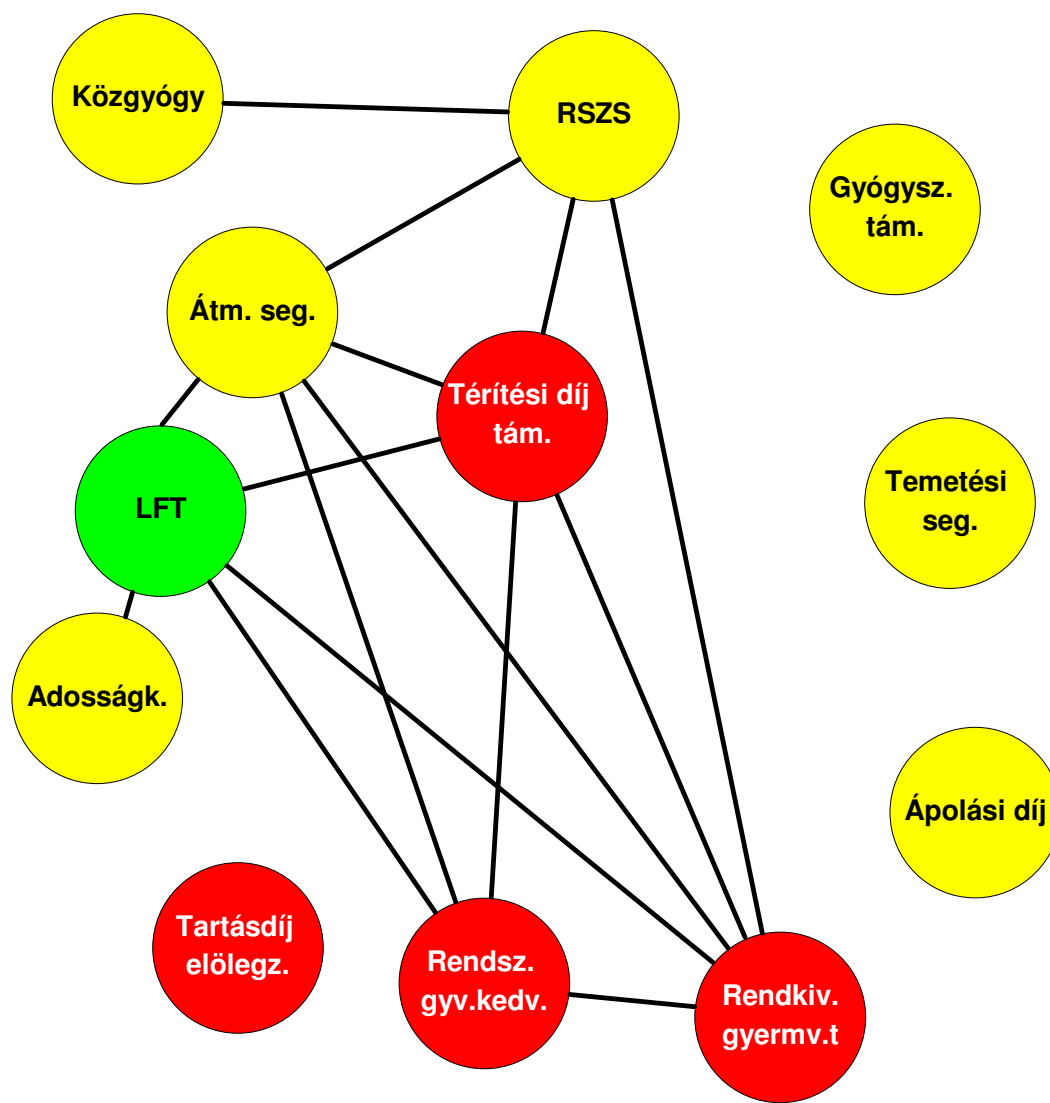 Közgyógy
RSZS
Gyógysz.
tám.
Átm. seg.
Térítési díj
tám.
LFT
Temetési
seg.
Adosságk.
Ápolási díj
Tartásdíj
elölegz.
Rendsz.
gyv.kedv.
Rendkiv.
gyermv.t